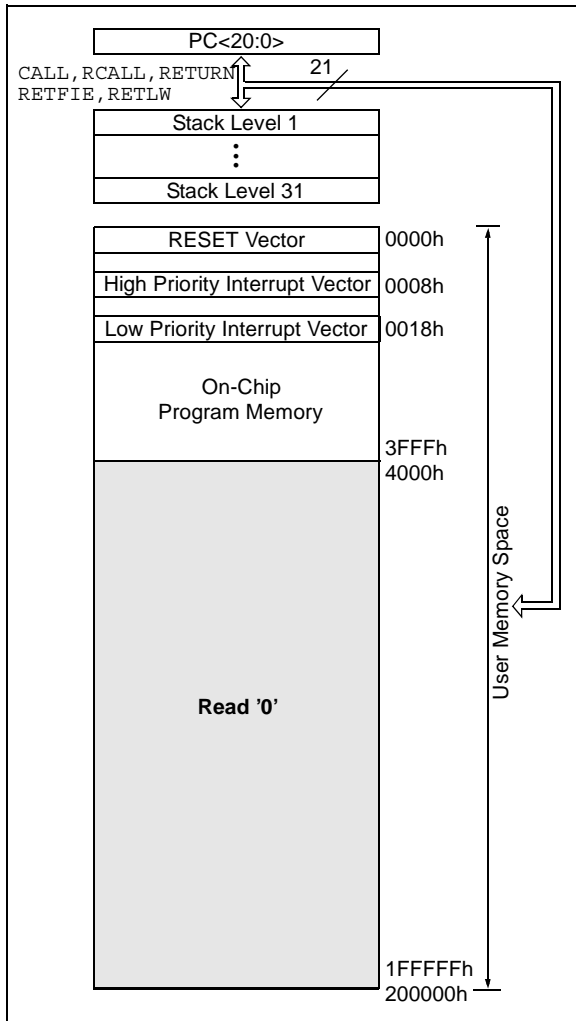 PC<20:0>
CALL,RCALL,RETURN
RETFIE,RETLW
21
Stack Level 1
Stack Level 31
RESET Vector
0000h
High Priority Interrupt Vector
0008h
Low Priority Interrupt Vector
0018h
On-Chip
Program Memory
3FFFh
4000h
User Memory Space
Read '0'
1FFFFFh
200000h